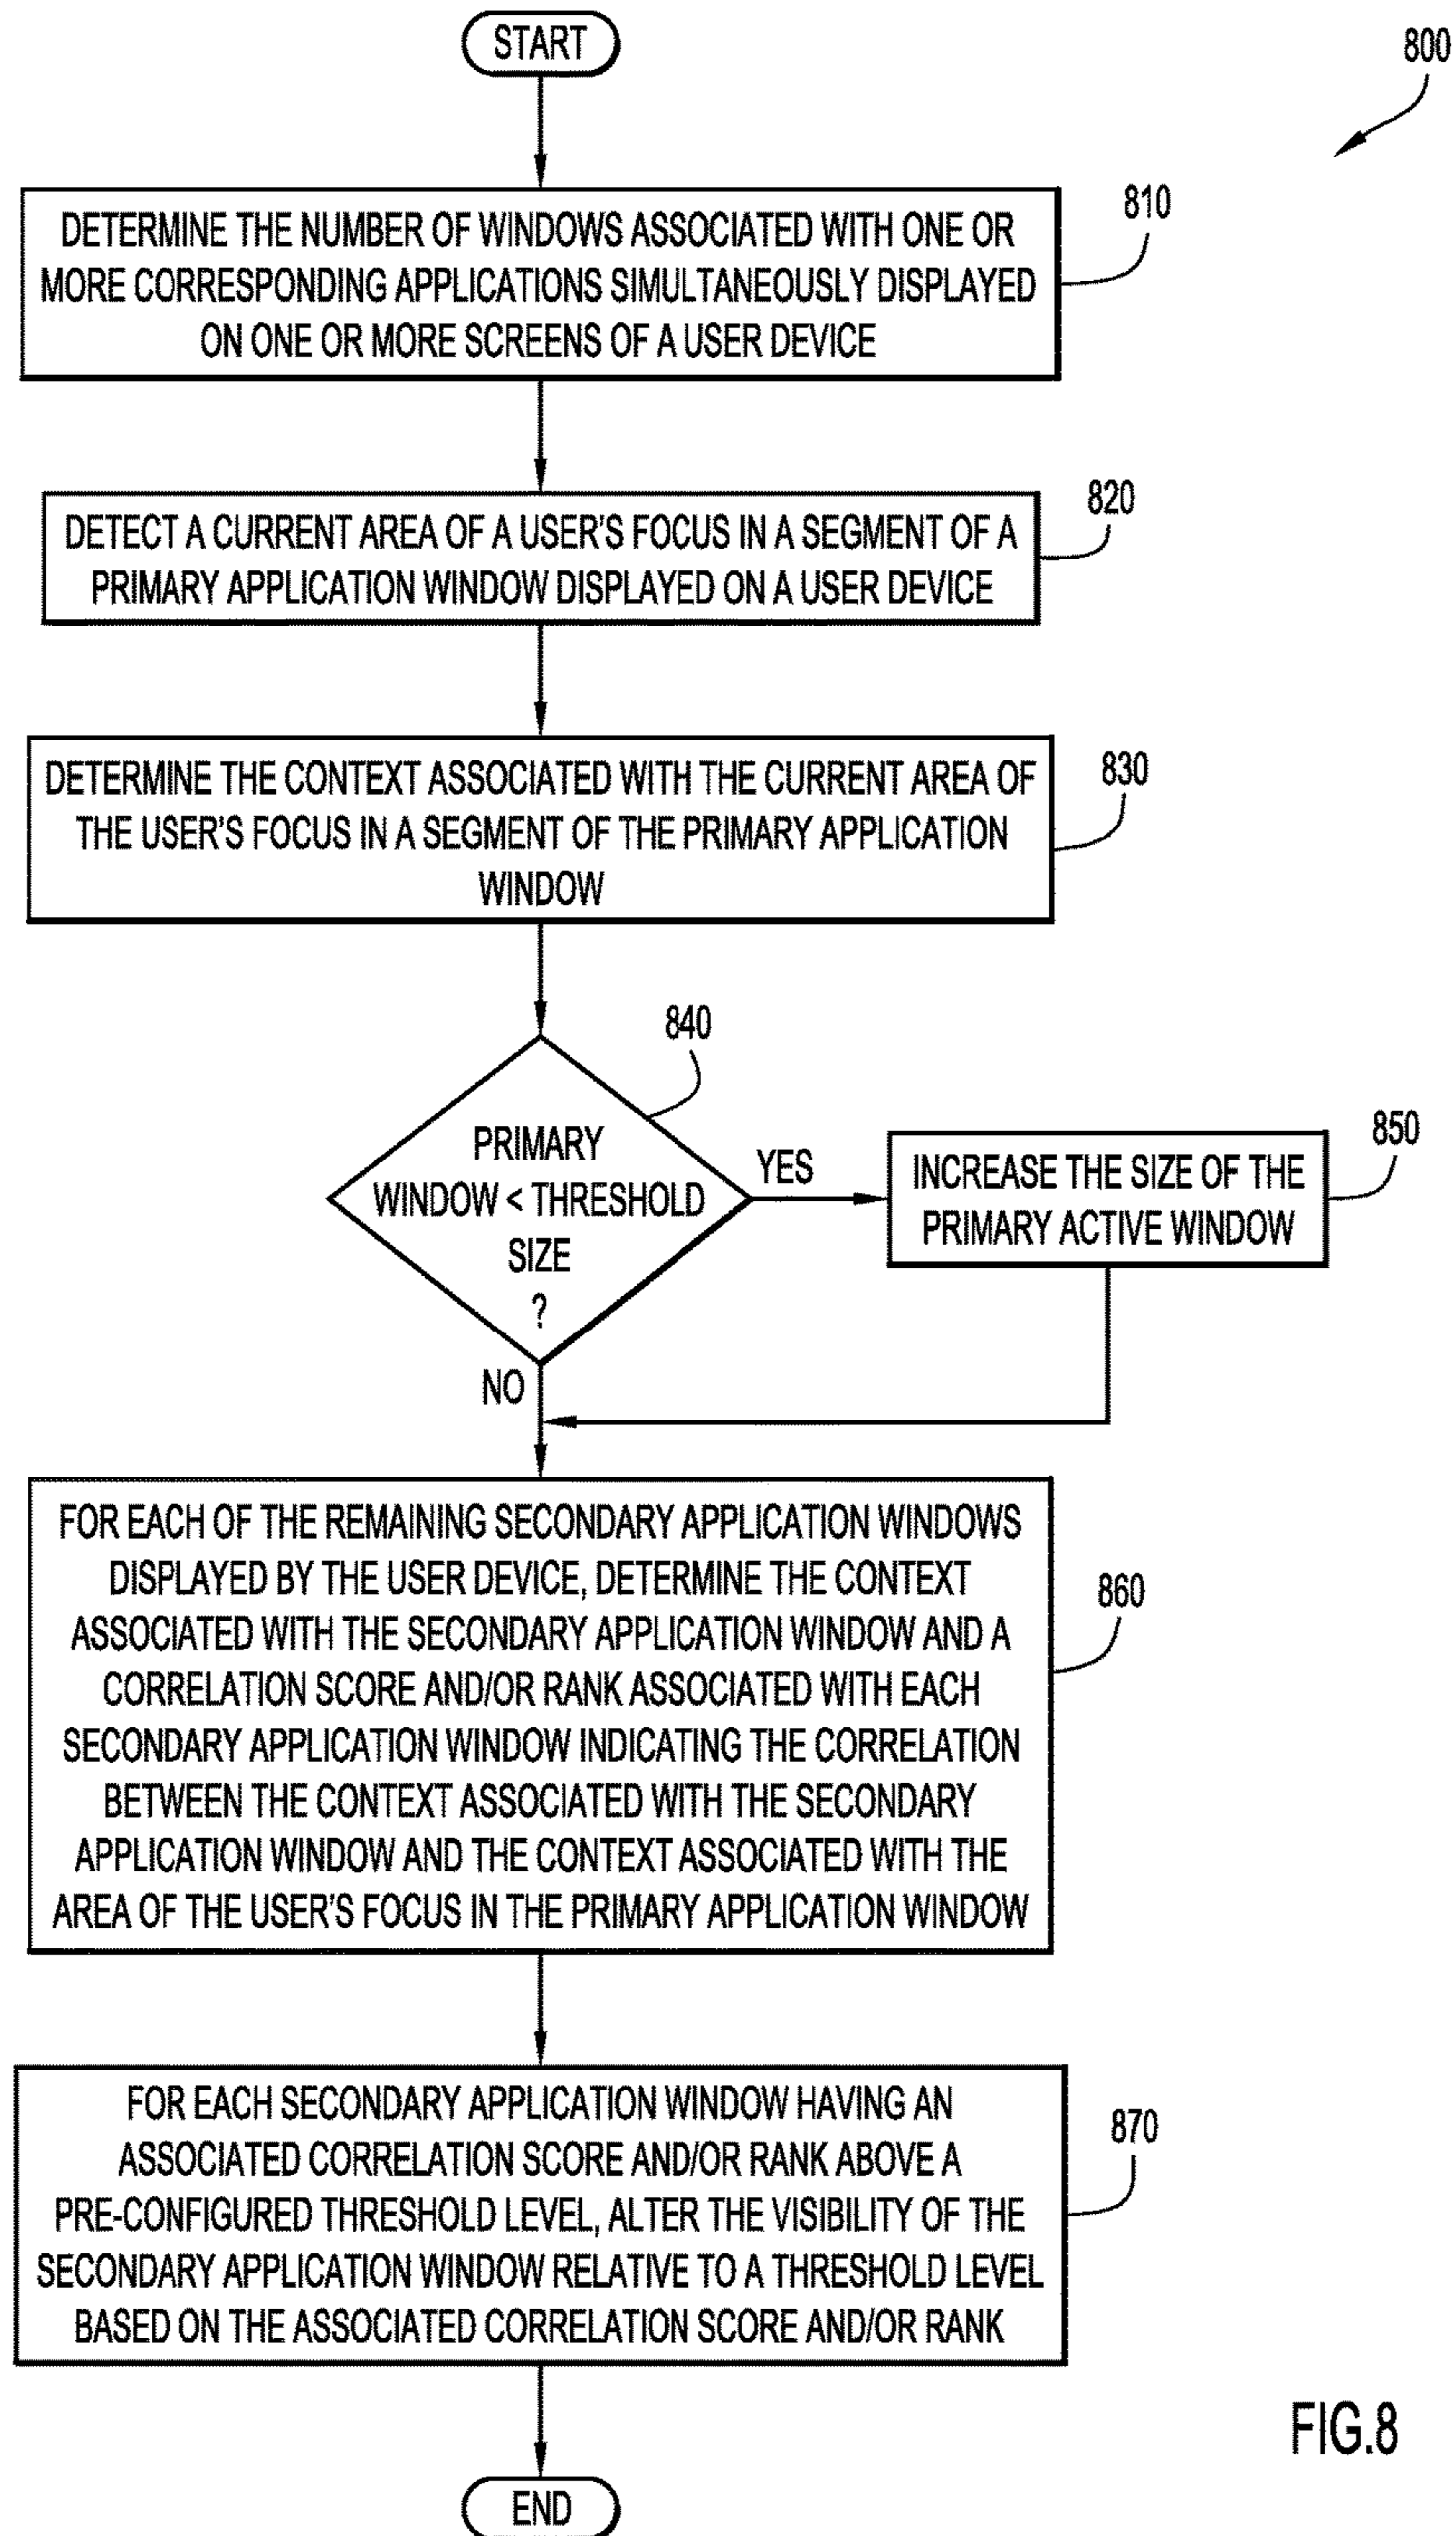 START
800
DETERMINE THE NUMBER OF WINDOWS ASSOCIATED WITH ONE OR
MORE CORRESPONDING APPLICATIONS SIMULTANEOUSLY DISPLAYED
ON ONE OR MORE SCREENS OF A USER DEVICE
810
DETECT A CURRENT AREA OF A USER'S FOCUS IN A SEGMENT OF A
PRIMARY APPLICATION WINDOW DISPLAYED ON A USER DEVICE
820
DETERMINE THE CONTEXT ASSOCIATED WITH THE CURRENT AREA OF
THE USER'S FOCUS IN A SEGMENT OF THE PRIMARY APPLICATION
WINDOW
830
840
PRIMARY
WINDOW < THRESHOLD
SIZE
?
YES
INCREASE THE SIZE OF THE
PRIMARY ACTIVE WINDOW
850
NO
FOR EACH OF THE REMAINING SECONDARY APPLICATION WINDOWS
DISPLAYED BY THE USER DEVICE, DETERMINE THE CONTEXT
ASSOCIATED WITH THE SECONDARY APPLICATION WINDOW AND A
CORRELATION SCORE AND/OR RANK ASSOCIATED WITH EACH
SECONDARY APPLICATION WINDOW INDICATING THE CORRELATION
BETWEEN THE CONTEXT ASSOCIATED WITH THE SECONDARY
APPLICATION WINDOW AND THE CONTEXT ASSOCIATED WITH THE
AREA OF THE USER'S FOCUS IN THE PRIMARY APPLICATION WINDOW
860
FOR EACH SECONDARY APPLICATION WINDOW HAVING AN
ASSOCIATED CORRELATION SCORE AND/OR RANK ABOVE A
PRE-CONFIGURED THRESHOLD LEVEL, ALTER THE VISIBILITY OF THE
SECONDARY APPLICATION WINDOW RELATIVE TO A THRESHOLD LEVEL
BASED ON THE ASSOCIATED CORRELATION SCORE AND/OR RANK
870
END
FIG.8